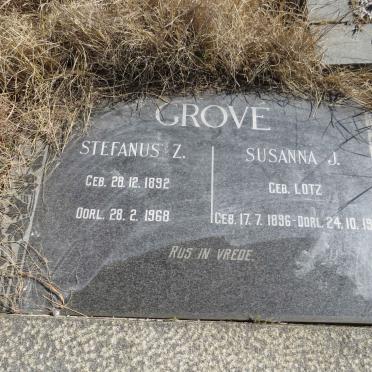 GROVE
STEFANUS Z.
GEB. 28.12.1892
OORL. 28. 2. 1968
SUSANNA J.
GEB. LOTZ
GEB. 17. 7. 1896-OORL. 24. 10.
RUS IN VREDE.